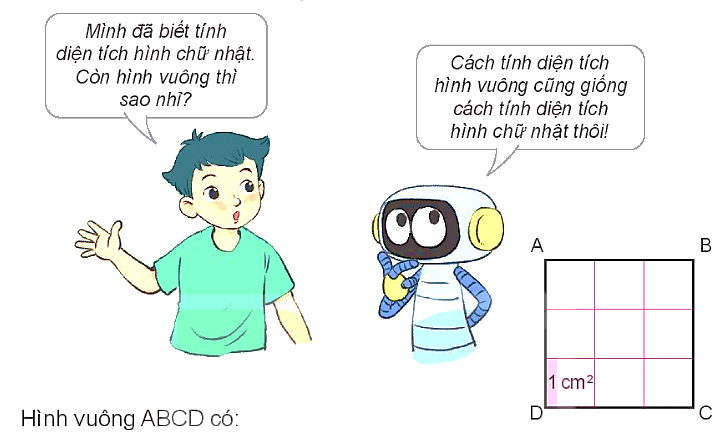 Mình đã biết tính
diện tích hình chữ nhật.
Còn hình vuông thì
sao nhỉ?
Cách tính diện tích
hình vuông cũng giống
cách tính diện tích
hình chữ nhật thôi!
A
B
1 cm²
D
C
Hình vuông ABCD có: